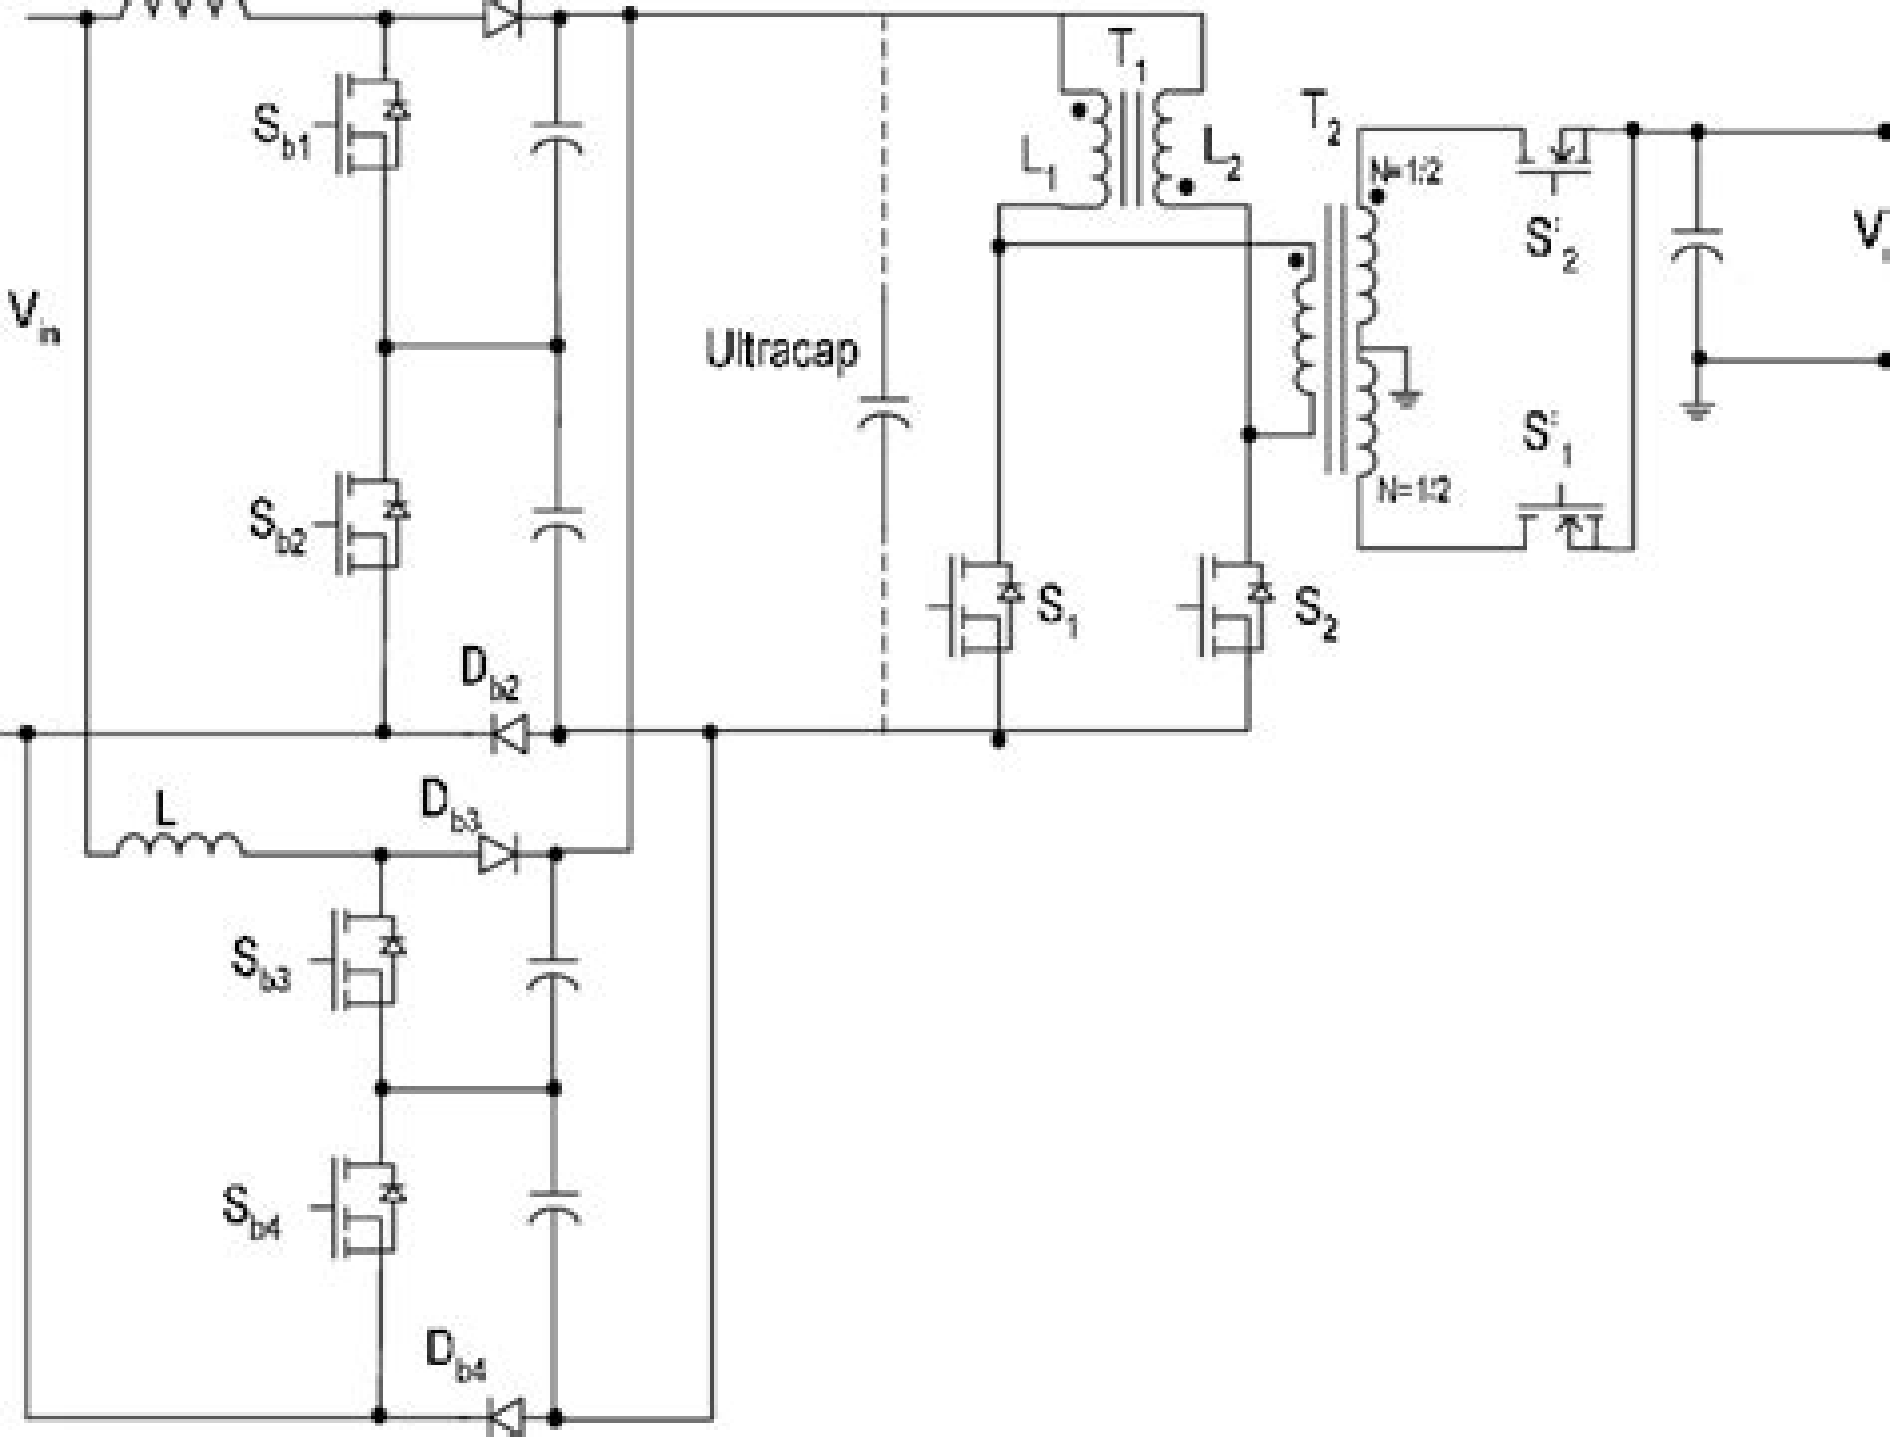 T1
T2
Sb1
L1
L2
N=1:2
S'2
V
Vin
Ultracap
S'1
N=1:2
Sb2
S1
S2
Db2
L
Db3
Sb3
Sb4
Db4